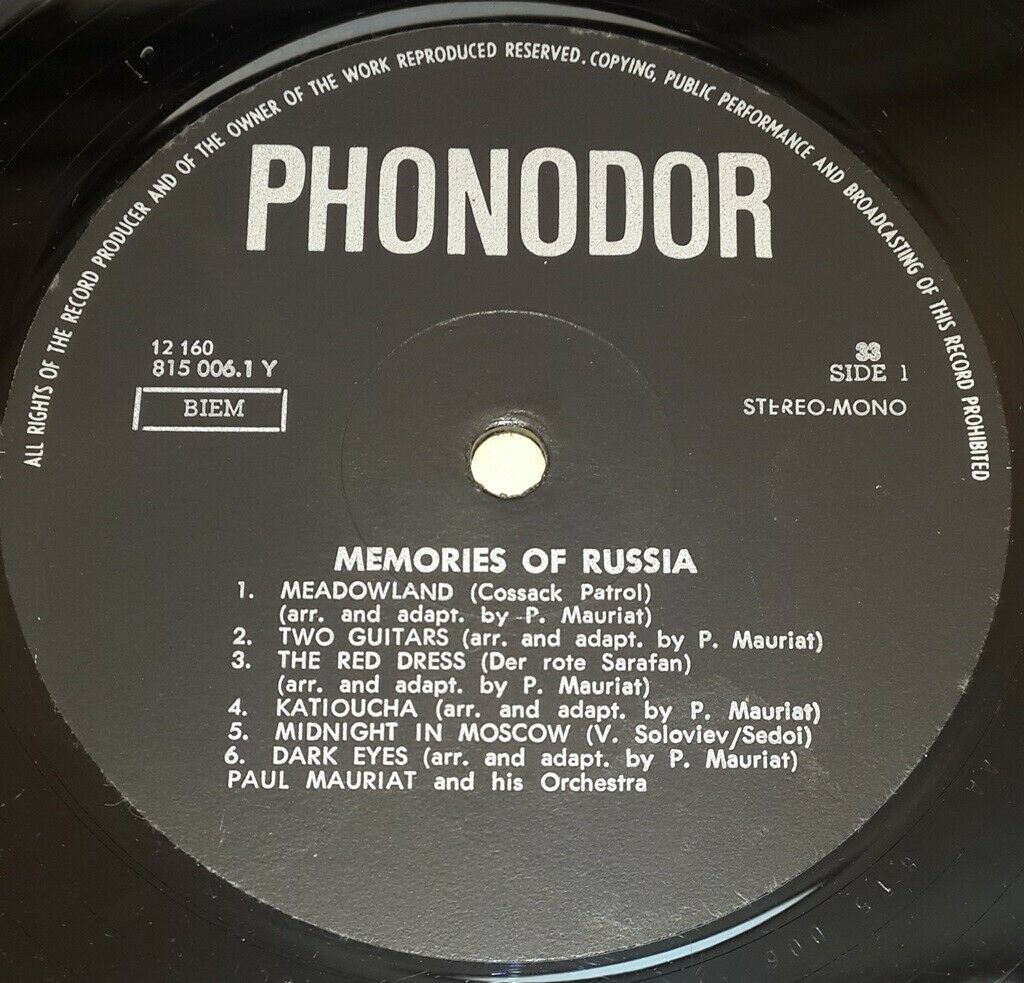 ALL RIGHTS OF THE RECORD PRODUCER AND OF THE OWNER OF THE WORK REPRODUCED RESERVED. COPYING, PUBLIC PERFORMANCE AND BROADCASTING OF THIS RECORD PROHIBITED
PHONODOR
12 160
815 006.1 Y
BIEM
33
SIDE 1
STEREO-MONO
MEMORIES OF RUSSIA
1. MEADOWLAND (Cossack Patrol)
(arr. and adapt. by P. Mauriat)
2. TWO GUITARS (arr. and adapt. by P. Mauriat)
3. THE RED DRESS (Der rote Sarafan)
(arr. and adapt. by P. Mauriat)
4. KATIOUCHA (arr. and adapt. by P. Mauriat)
5. MIDNIGHT IN MOSCOW (V. Soloviev/Sedoi)
6. DARK EYES (arr. and adapt. by P. Mauriat)
PAUL MAURIAT and his Orchestra